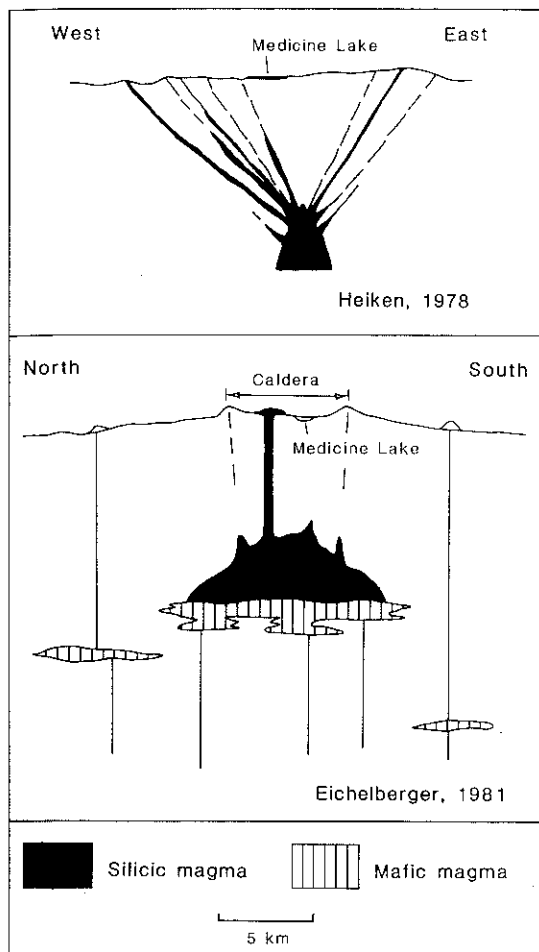 West East
Medicine Lake
Heiken, 1978
North South
Caldera
Medicine Lake
Eichelberger, 1981
Silicic magma Mafic magma
5 km